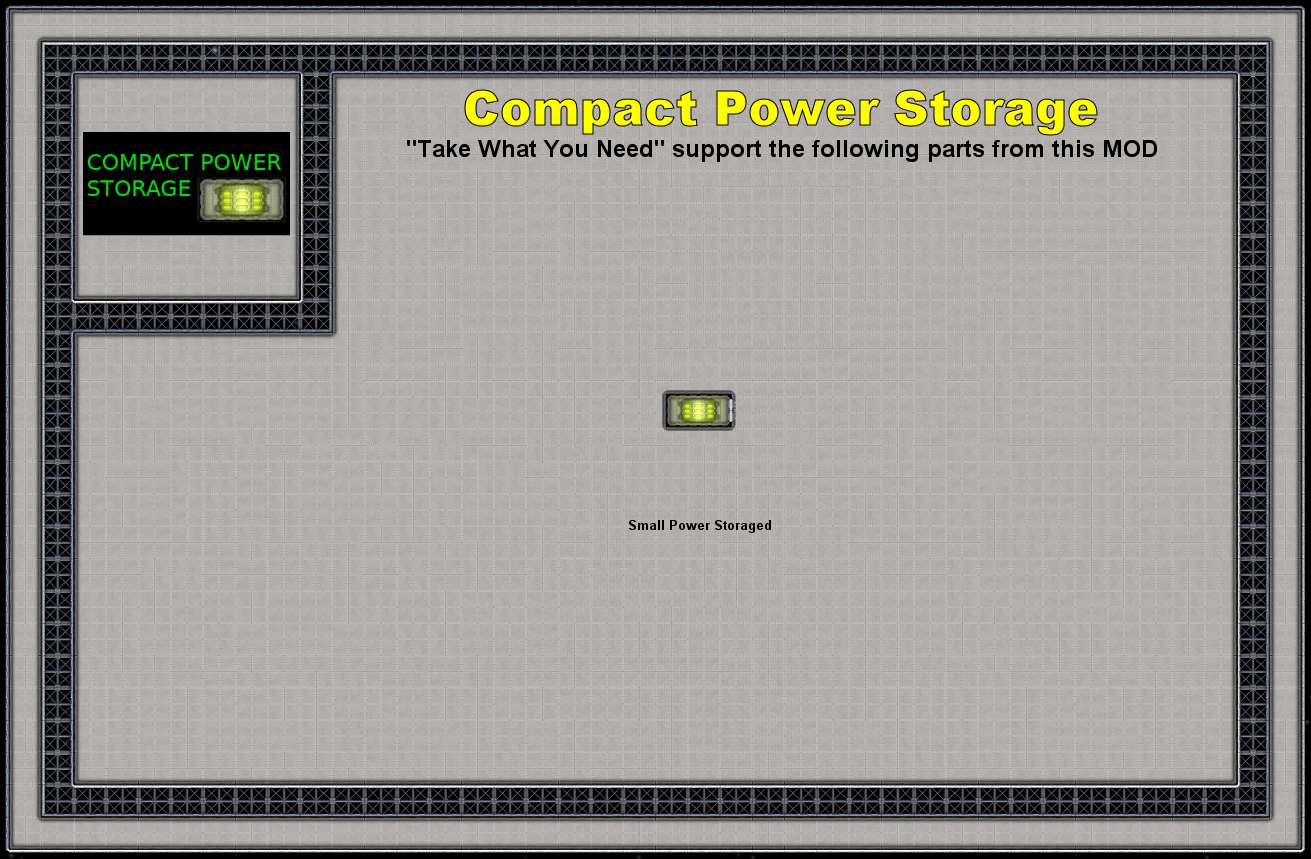 Compact Power Storage
"Take What You Need" support the following parts from this MOD
COMPACT POWER
STORAGE
Small Power Storaged